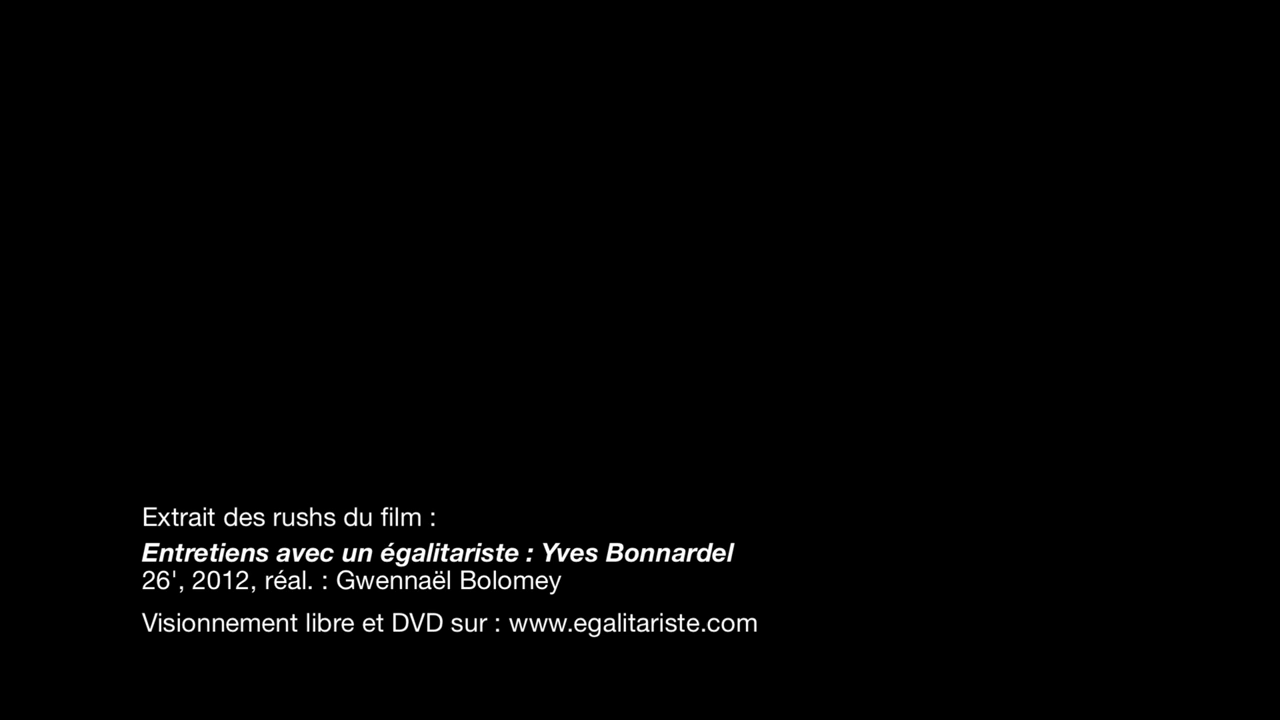 Extrait des rushs du film :
Entretiens avec un égalitariste : Yves Bonnardel
26', 2012, réal. : Gwennaël Bolomey
Visionnement libre et DVD sur : www.egalitariste.com